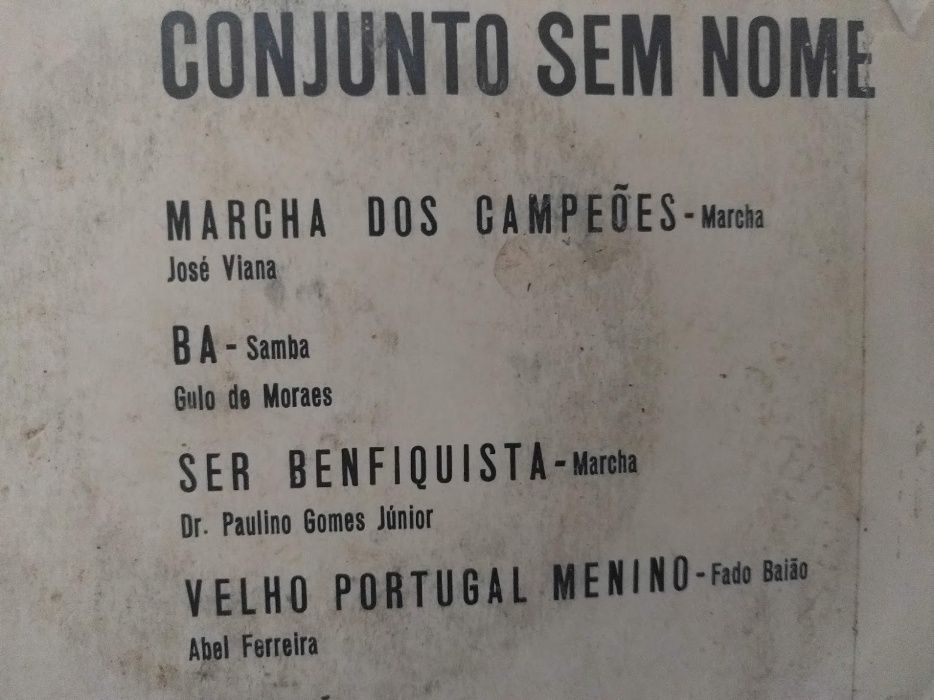 CONJUNTO SEM NOME
MARCHA DOS CAMPEÕES - Marcha
José Viana
BA - Samba
Gulo de Moraes
SER BENFIQUISTA - Marcha
Dr. Paulino Gomes Júnior
VELHO PORTUGAL MENINO - Fado Baião
Abel Ferreira